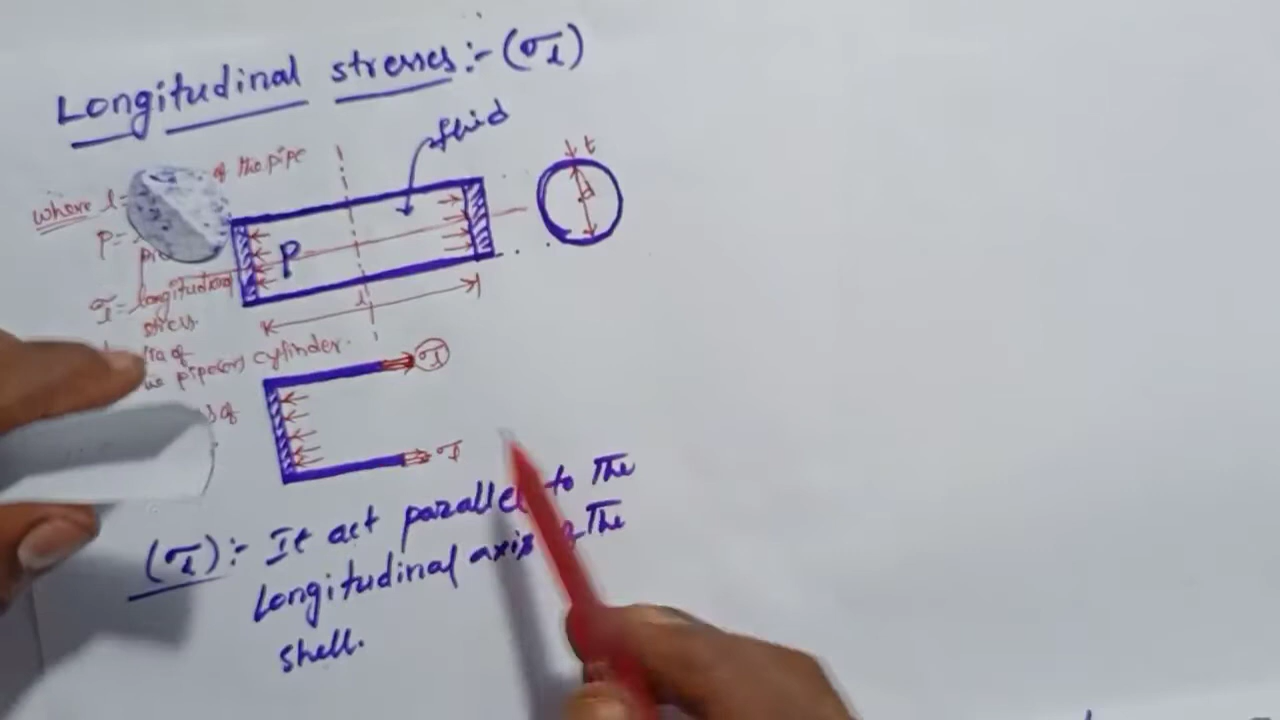 Longitudinal stresses:- (σl)
fluid
t
d
where l= of the pipe
P=
P
σl= longitudinal
stress.
l
pipe(or) cylinder.
σl
σl
of
(σl):- It act parallel to The
longitudinal axis The
shell.